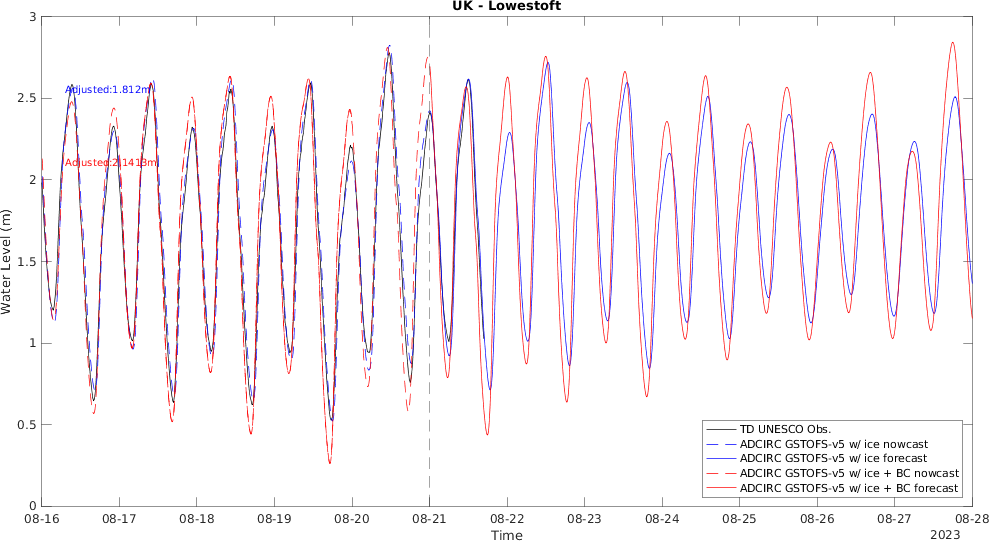 UK - Lowestoft
3
2.5
2
1.5
1
0.5
0
Water Level (m)
Adjusted:1.812m
Adjusted:2.1413m
TD UNESCO Obs.
ADCIRC GSTOFS-v5 w/ ice nowcast
ADCIRC GSTOFS-v5 w/ ice forecast
ADCIRC GSTOFS-v5 w/ ice + BC nowcast
ADCIRC GSTOFS-v5 w/ ice + BC forecast
08-16 08-17 08-18 08-19 08-20 08-21 08-22 08-23 08-24 08-25 08-26 08-27 08-28
Time
2023